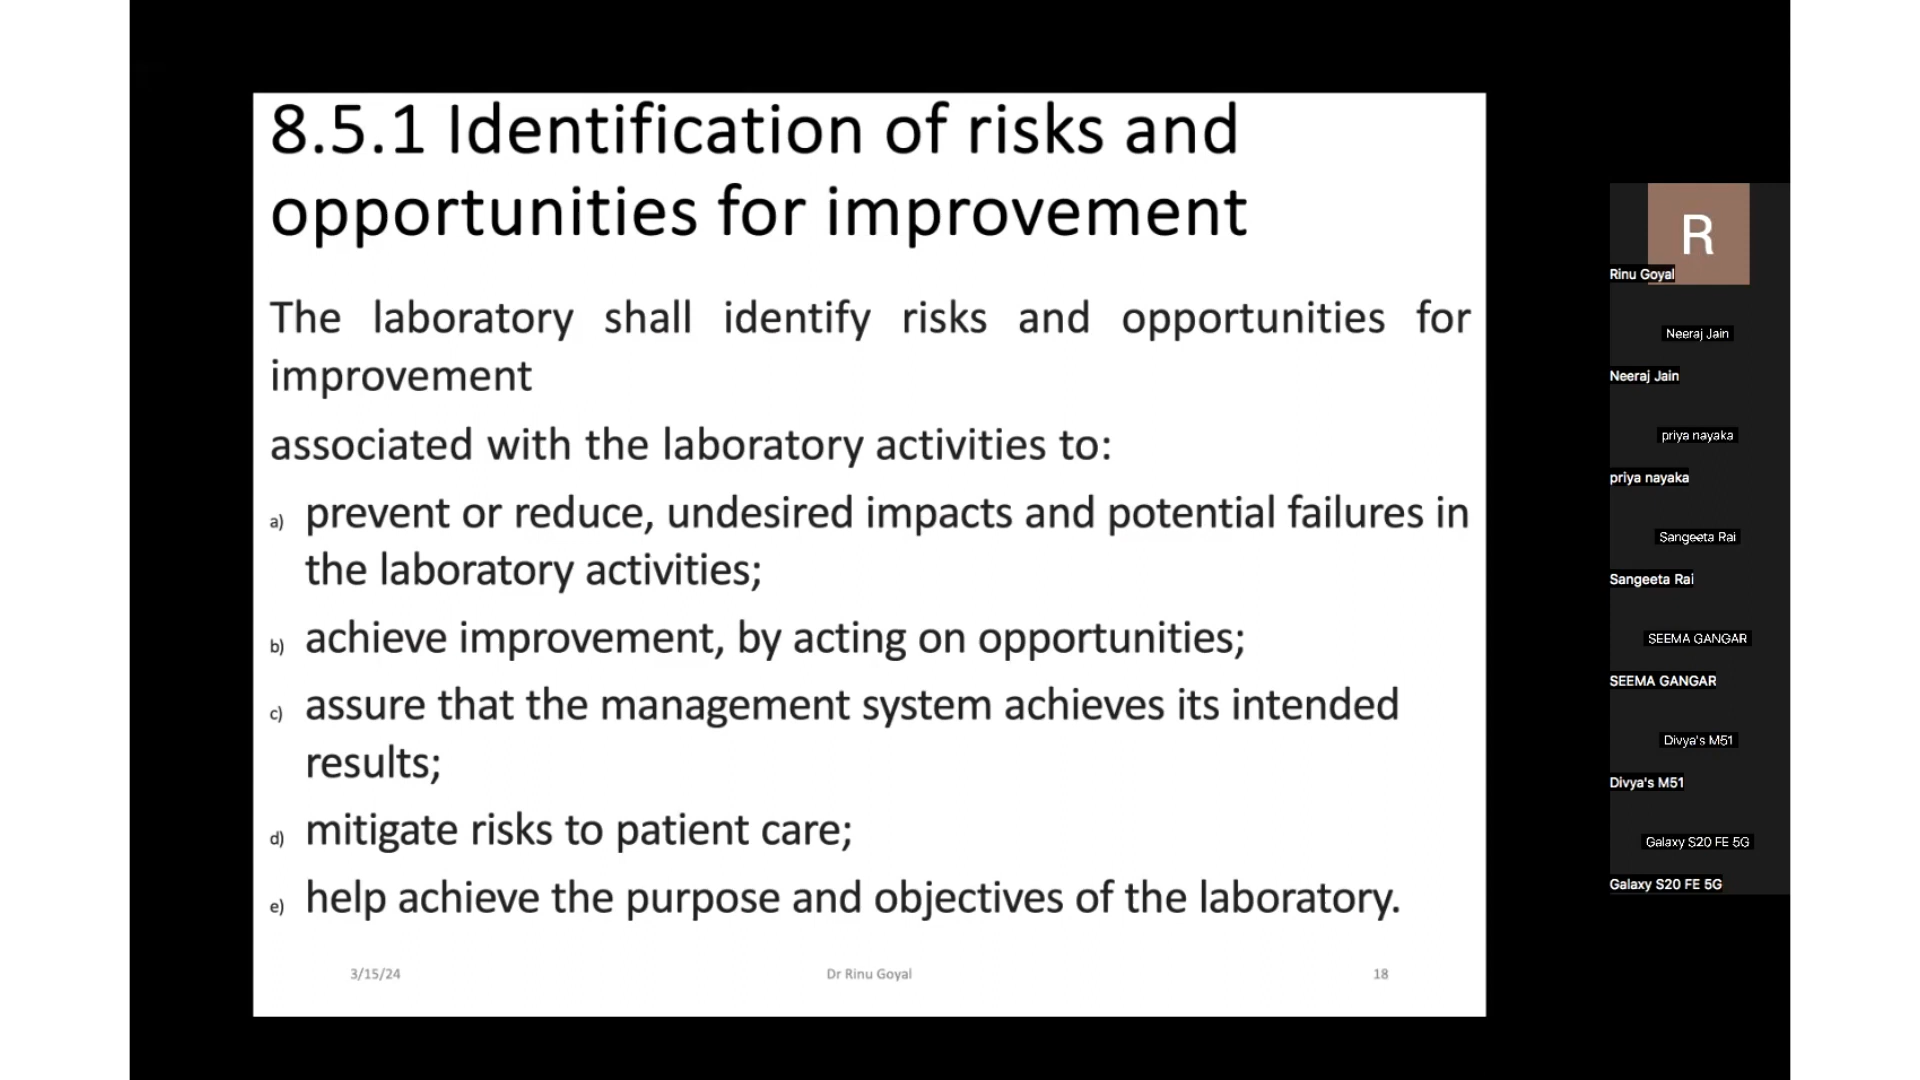 8.5.1 Identification of risks and
opportunities for improvement
The laboratory shall identify risks and opportunities for
improvement
associated with the laboratory activities to:
a) prevent or reduce, undesired impacts and potential failures in
the laboratory activities;
b) achieve improvement, by acting on opportunities;
c) assure that the management system achieves its intended
results;
d) mitigate risks to patient care;
e) help achieve the purpose and objectives of the laboratory.
3/15/24 Dr Rinu Goyal 18
R
Rinu Goyal
Neeraj Jain
Neeraj Jain
priya nayaka
priya nayaka
Sangeeta Rai
Sangeeta Rai
SEEMA GANGAR
SEEMA GANGAR
Divya's M51
Divya's M51
Galaxy S20 FE 5G
Galaxy S20 FE 5G